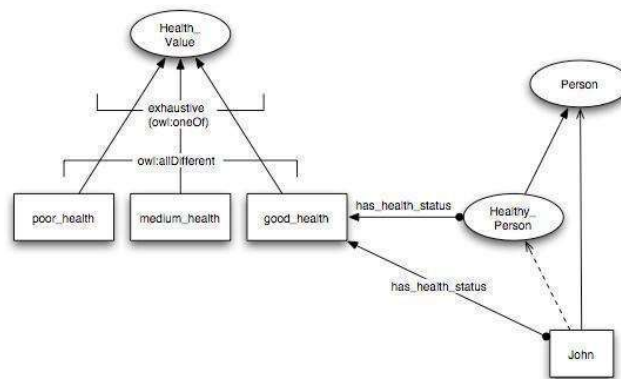 Health_
Value
Person
exhaustive
(owl:oneOf)
owl:allDifferent
poor_health
medium_health
good_health
has_health_status
Healthy_
Person
has_health_status
John